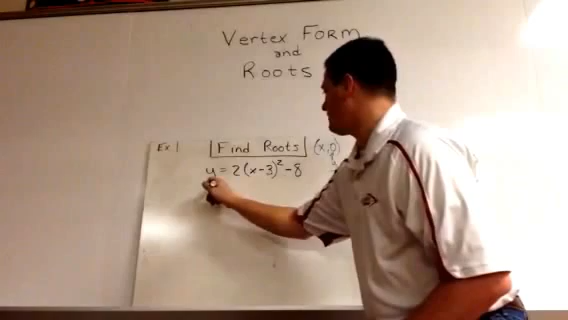 Vertex Form
and
Roots
Ex 1
Find Roots (x,0)
y = 2(x-3)² - 8